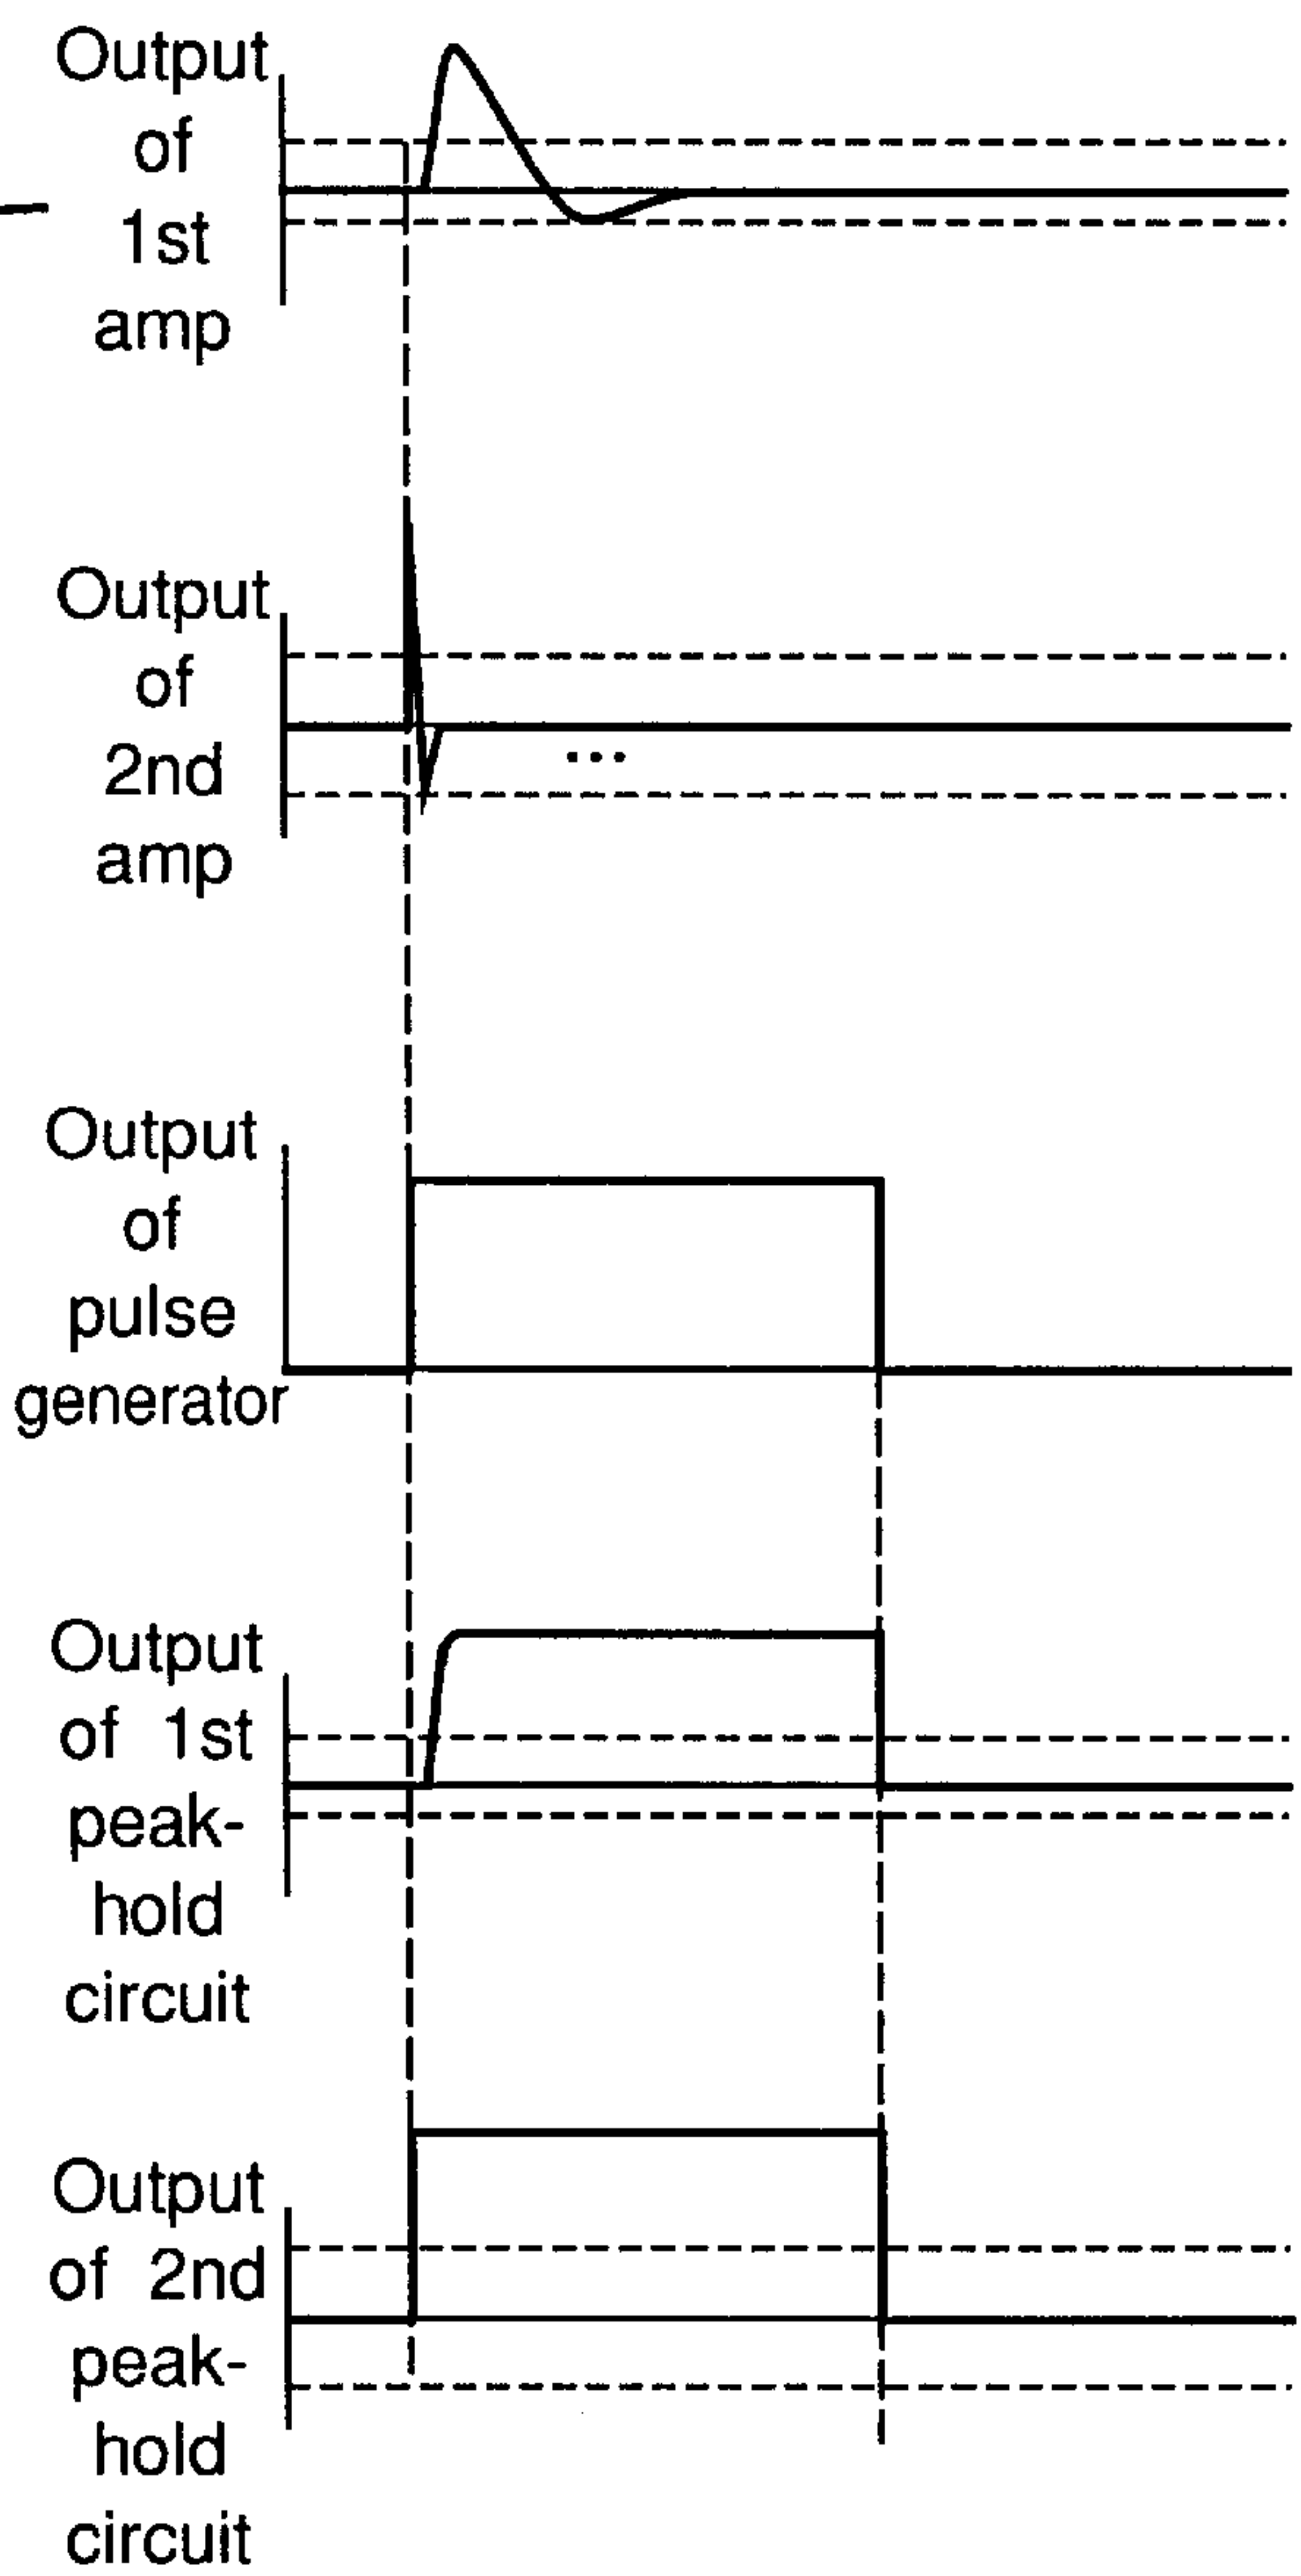 Output
of
1st
amp
Output
of
2nd
amp
...
Output
of
pulse
generator
Output
of 1st
peak-
hold
circuit
Output
of 2nd
peak-
hold
circuit